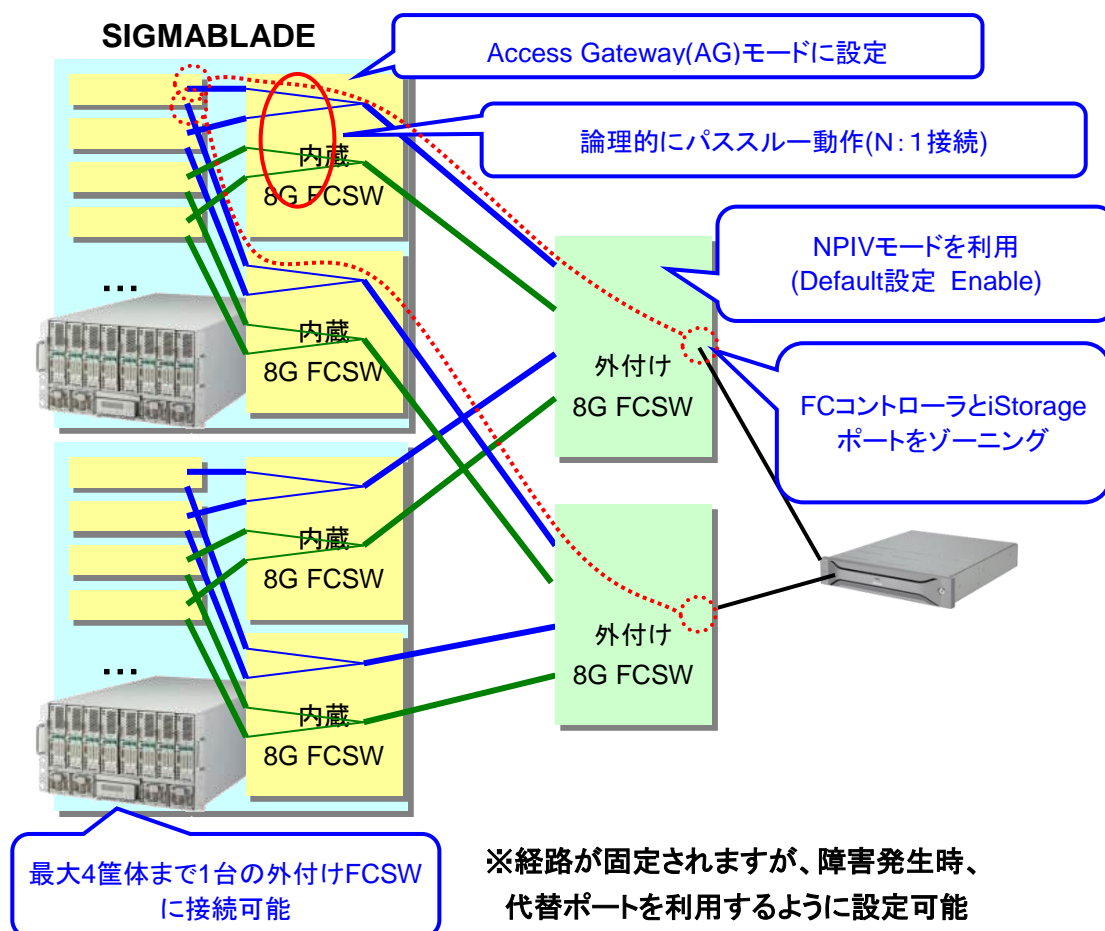 SIGMABLADE
Access Gateway(AG)モードに設定
論理的にパススルー動作(N:1接続)
内蔵
8G FCSW
NPIVモードを利用
(Default設定 Enable)
…
内蔵
8G FCSW
外付け
8G FCSW
FCコントローラとiStorage
ポートをゾーニング
内蔵
8G FCSW
外付け
8G FCSW
…
内蔵
8G FCSW
最大4筐体まで1台の外付けFCSW
に接続可能
※経路が固定されますが、障害発生時、
代替ポートを利用するように設定可能